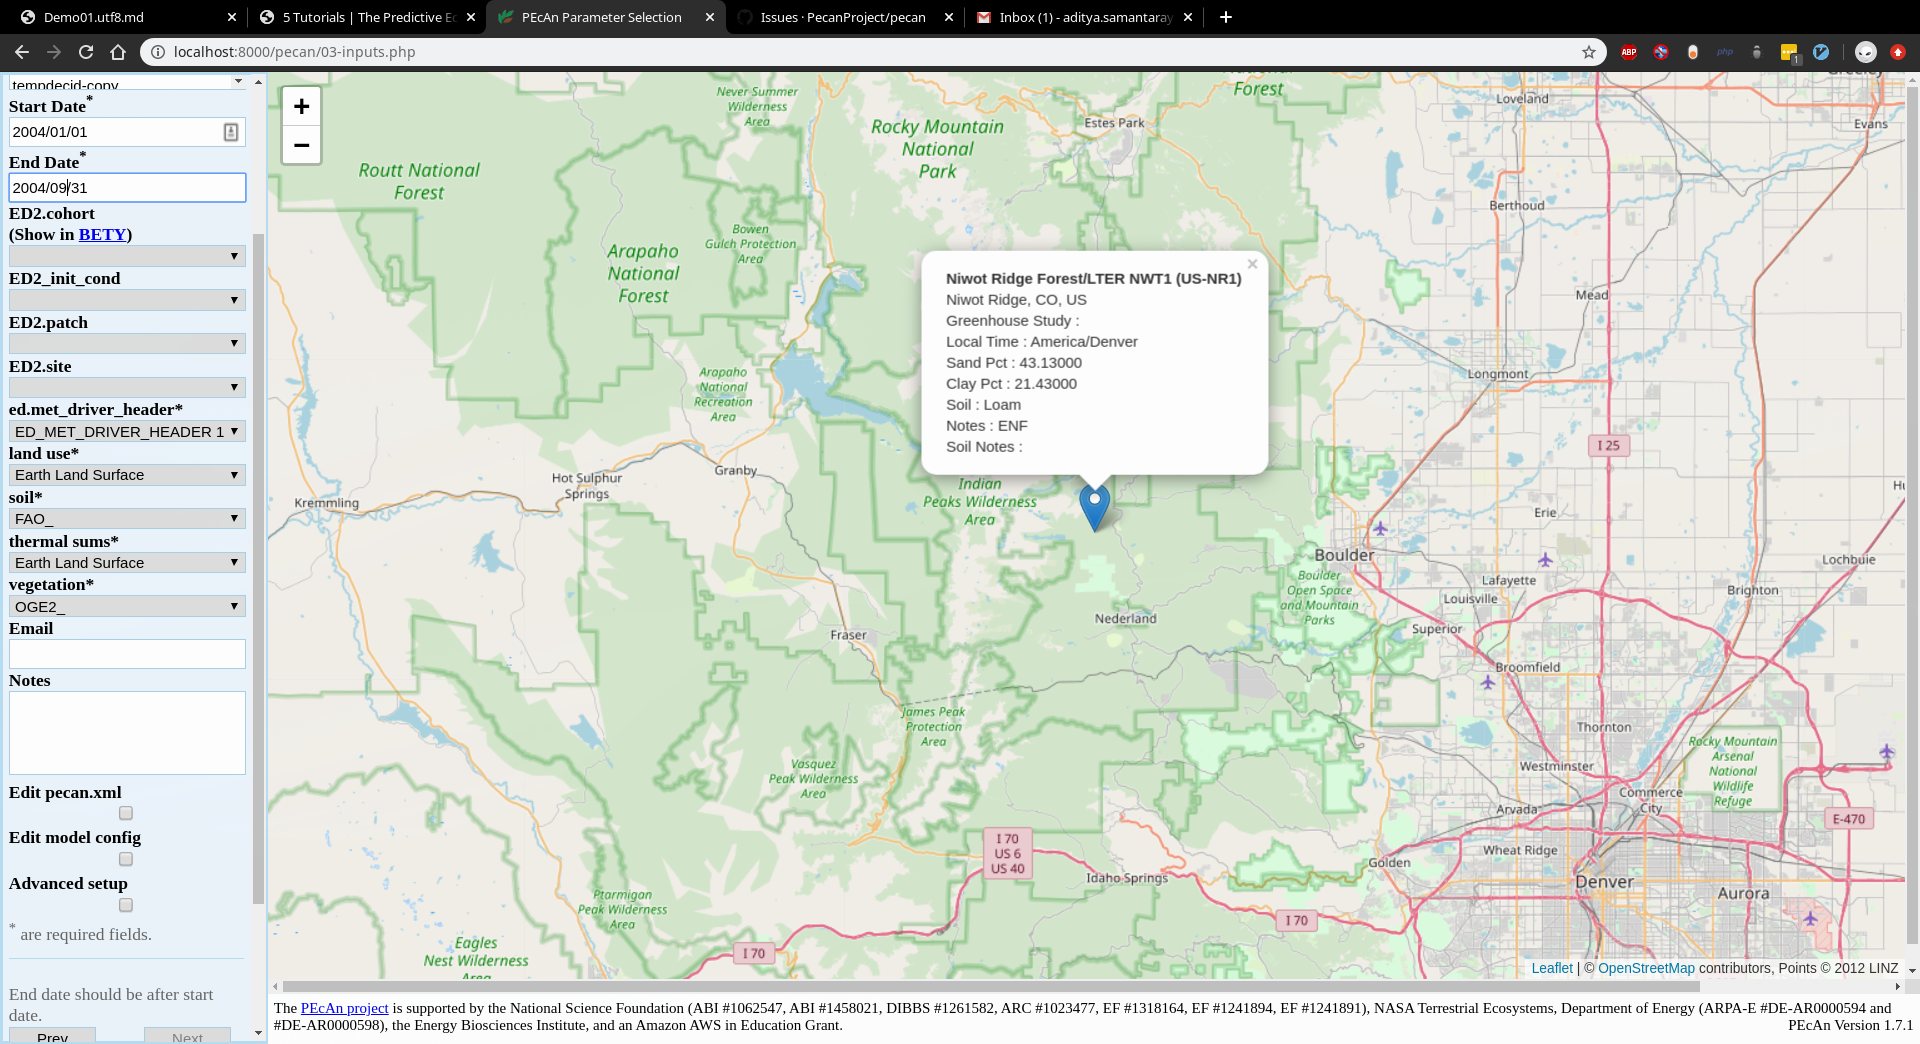 Demo01.utf8.md
5 Tutorials | The Predictive Ec
PEcAn Parameter Selection
Issues · PecanProject/pecan
Inbox (1) - aditya.samantaray
localhost:8000/pecan/03-inputs.php
ABP
php
1
tempdecid-copy
Start Date*
2004/01/01
End Date*
2004/09/31
ED2.cohort
(Show in BETY)
ED2_init_cond
ED2.patch
ED2.site
ed.met_driver_header*
ED_MET_DRIVER_HEADER 1
land use*
Earth Land Surface
soil*
FAO_
thermal sums*
Earth Land Surface
vegetation*
OGE2_
Email
Notes
Edit pecan.xml
Edit model config
Advanced setup
* are required fields.
End date should be after start
date.
Prev
Next
+
−
Never Summer
Wilderness
Area
National
Forest
Greeley
Loveland
Evans
Estes Park
Rocky Mountain
National
Park
Routt National
Forest
Berthoud
Bowen
Gulch Protection
Area
Arapaho
National
Forest
Mead
Niwot Ridge Forest/LTER NWT1 (US-NR1)
Niwot Ridge, CO, US
Greenhouse Study :
Local Time : America/Denver
Sand Pct : 43.13000
Clay Pct : 21.43000
Soil : Loam
Notes : ENF
Soil Notes :
Arapaho
National
Recreation
Area
Longmont
I 25
Granby
Hot Sulphur
Springs
Kremmling
Indian
Peaks Wilderness
Area
Erie
Hu
Boulder
Lochbuie
Boulder
Open Space
and Mountain
Parks
Lafayette
Louisville
Brighton
Nederland
Superior
Fraser
Broomfield
James Peak
Protection
Area
Thornton
Rocky Mountain
Arsenal
National
Wildlife
Refuge
Vasquez
Peak Wilderness
Area
Westminster
Commerce
City
Arvada
E-470
I 70
US 6
US 40
Wheat Ridge
Golden
Idaho Springs
Denver
Aurora
Ptarmigan
Peak Wilderness
Area
I 70
Eagles
Nest Wilderness
Area
I 70
Leaflet | © OpenStreetMap contributors, Points © 2012 LINZ
The PEcAn project is supported by the National Science Foundation (ABI #1062547, ABI #1458021, DIBBS #1261582, ARC #1023477, EF #1318164, EF #1241894, EF #1241891), NASA Terrestrial Ecosystems, Department of Energy (ARPA-E #DE-AR0000594 and
#DE-AR0000598), the Energy Biosciences Institute, and an Amazon AWS in Education Grant.
PEcAn Version 1.7.1